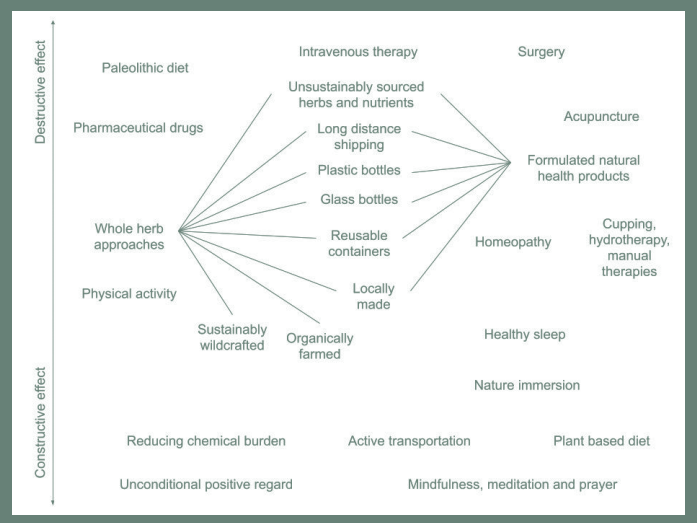 Destructive effect
Intravenous therapy
Surgery
Paleolithic diet
Unsustainably sourced
herbs and nutrients
Acupuncture
Pharmaceutical drugs
Long distance
shipping
Plastic bottles
Formulated natural
health products
Glass bottles
Whole herb
approaches
Reusable
containers
Homeopathy
Cupping,
hydrotherapy,
manual
therapies
Physical activity
Locally
made
Sustainably
wildcrafted
Organically
farmed
Healthy sleep
Nature immersion
Constructive effect
Reducing chemical burden
Active transportation
Plant based diet
Unconditional positive regard
Mindfulness, meditation and prayer